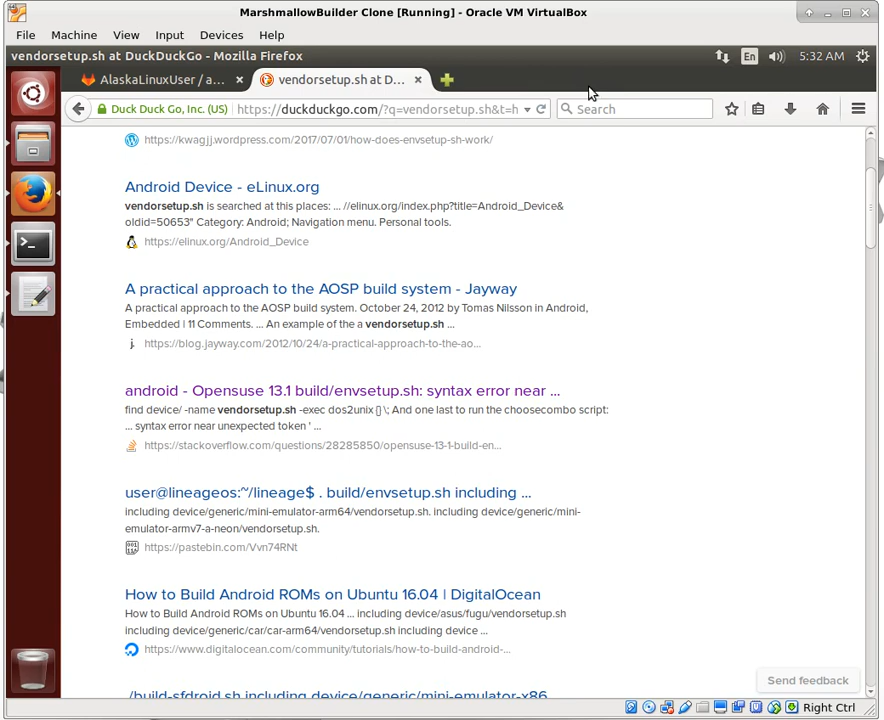 MarshmallowBuilder Clone [Running] - Oracle VM VirtualBox
File Machine View Input Devices Help
vendorsetup.sh at DuckDuckGo - Mozilla Firefox
En
5:32 AM
AlaskaLinuxUser / a...
vendorsetup.sh at D...
Duck Duck Go, Inc. (US)
https://duckduckgo.com/?q=vendorsetup.sh&t=h
Search
https://kwagjj.wordpress.com/2017/07/01/how-does-envsetup-sh-work/
Android Device - eLinux.org
vendorsetup.sh is searched at this places: ... //elinux.org/index.php?title=Android_Device&
oldid=50653" Category: Android; Navigation menu. Personal tools.
https://elinux.org/Android_Device
A practical approach to the AOSP build system - Jayway
A practical approach to the AOSP build system. October 24, 2012 by Tomas Nilsson in Android,
Embedded | 11 Comments. ... An example of the a vendorsetup.sh ...
j.
https://blog.jayway.com/2012/10/24/a-practical-approach-to-the-ao...
android - Opensuse 13.1 build/envsetup.sh: syntax error near ...
find device/ -name vendorsetup.sh -exec dos2unix {} \; And one last to run the choosecombo script:
... syntax error near unexpected token ' ...
https://stackoverflow.com/questions/28285850/opensuse-13-1-build-en...
user@lineageos:~/lineage$ . build/envsetup.sh including ...
including device/generic/mini-emulator-arm64/vendorsetup.sh. including device/generic/mini-
emulator-armv7-a-neon/vendorsetup.sh.
https://pastebin.com/Vvn74RNt
How to Build Android ROMs on Ubuntu 16.04 | DigitalOcean
How to Build Android ROMs on Ubuntu 16.04 ... including device/asus/fugu/vendorsetup.sh
including device/generic/car/car-arm64/vendorsetup.sh including device ...
https://www.digitalocean.com/community/tutorials/how-to-build-android-...
Send feedback
./build-sfdroid.sh including device/generic/mini-emulator-x86
Right Ctrl